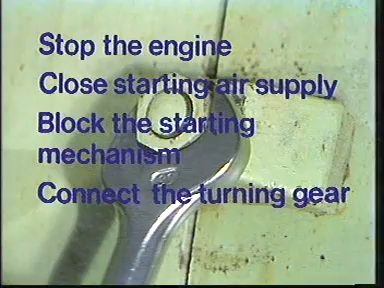 Stop the engine
Close starting air supply
Block the starting
mechanism
Connect the turning gear